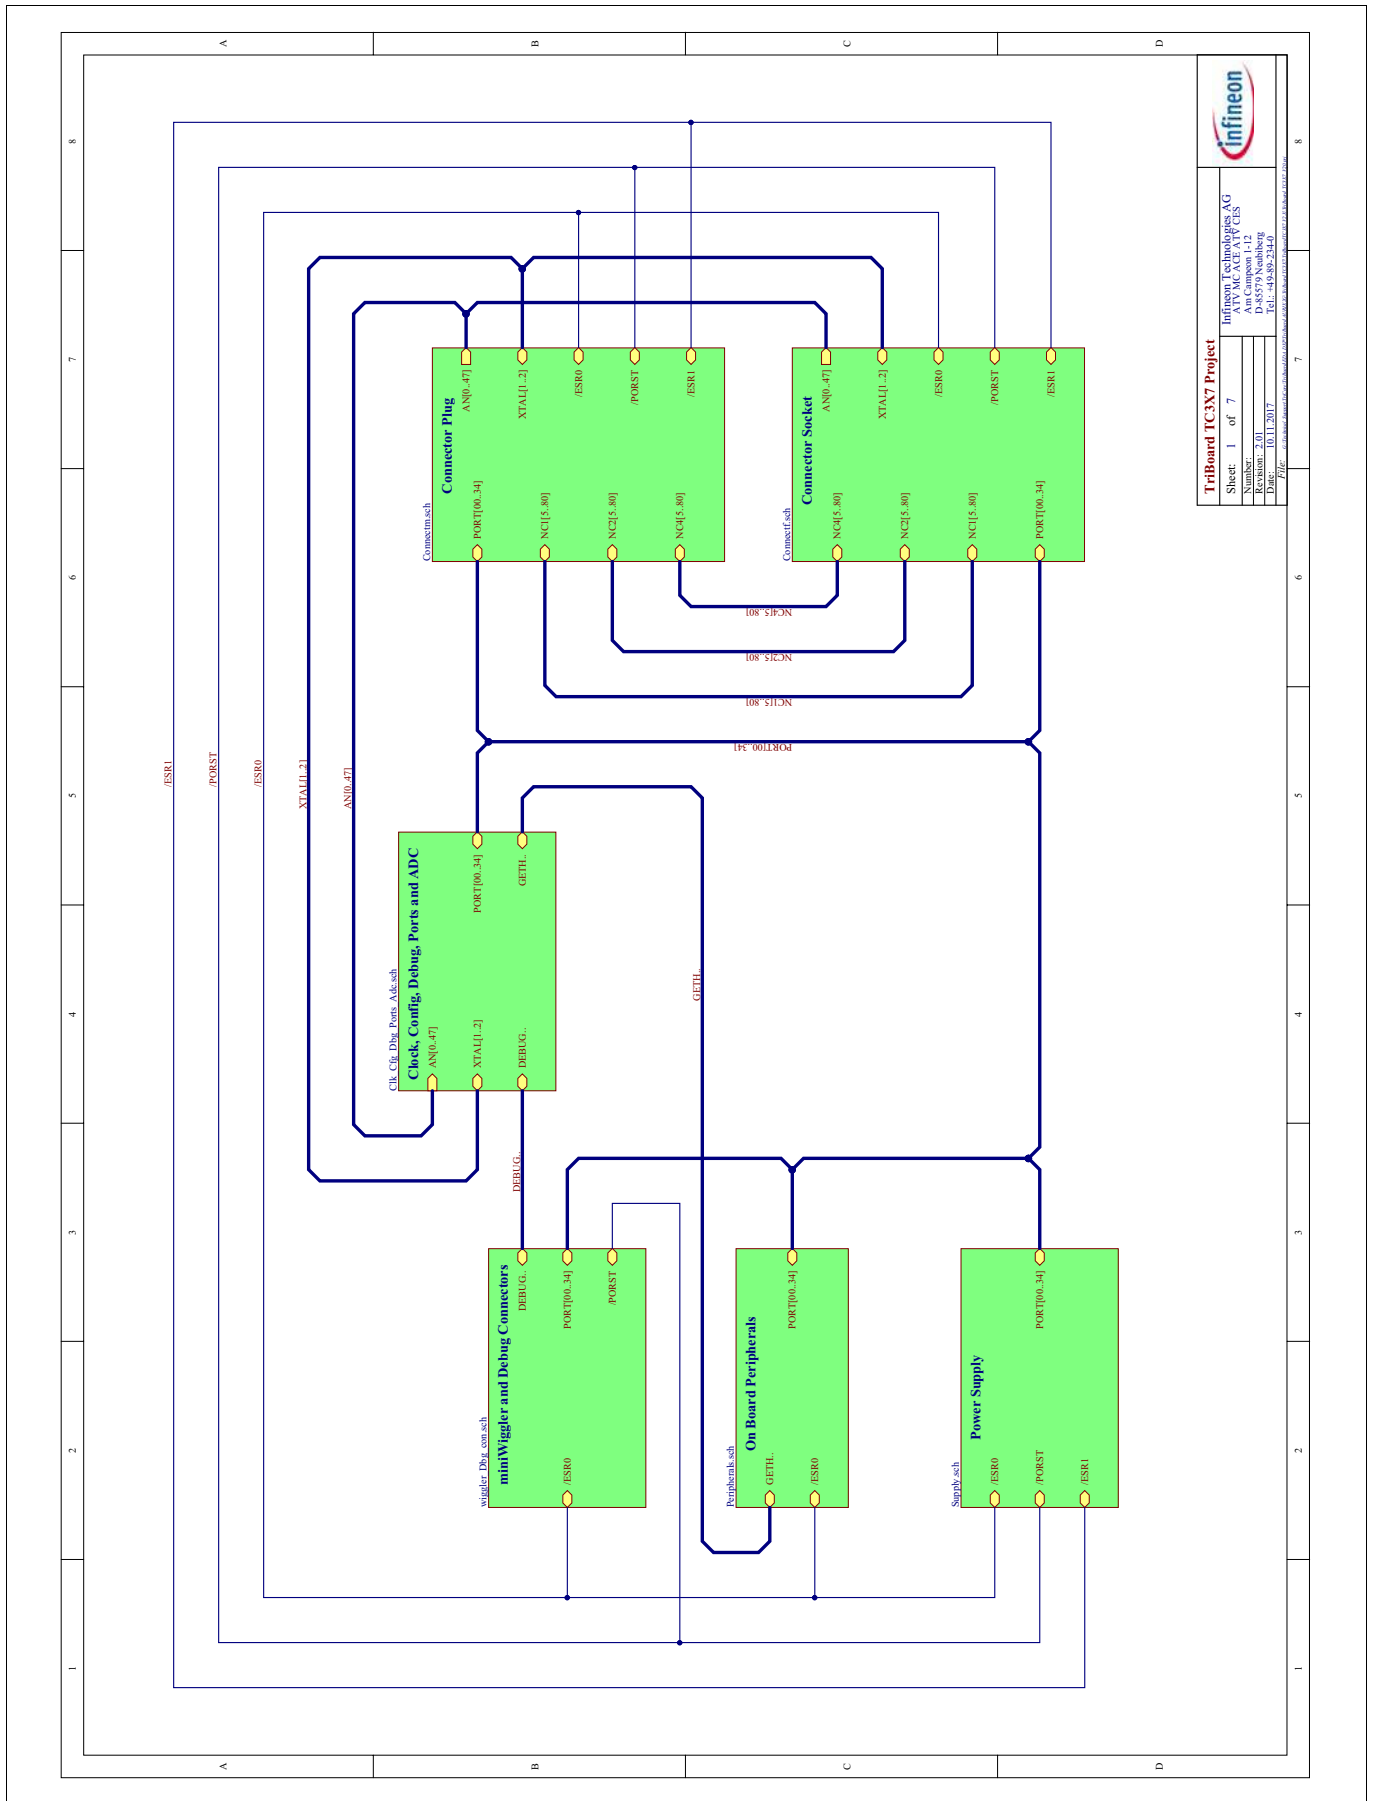 A
B
C
D
8
7
6
5
4
3
2
1
8
7
6
5
4
3
2
1
A
B
C
D
/ESR1
/PORST
/ESR0
XTAL[1..2]
AN[0..47]
Connectm.sch
Connector Plug
AN[0..47]
XTAL[1..2]
/ESR0
/PORST
/ESR1
PORT[00..34]
NC1[5..80]
NC2[5..80]
NC4[5..80]
Connectf.sch
Connector Socket
AN[0..47]
XTAL[1..2]
/ESR0
/PORST
/ESR1
NC4[5..80]
NC2[5..80]
NC1[5..80]
PORT[00..34]
NC4[5..80]
NC2[5..80]
NC1[5..80]
PORT[00..34]
Clk_Cfg_Dbg_Ports_Adc.sch
Clock, Config, Debug, Ports and ADC
PORT[00..34]
GETH..
AN[0..47]
XTAL[1..2]
DEBUG..
GETH..
DEBUG..
wiggler_Dbg_con.sch
miniWiggler and Debug Connectors
DEBUG..
PORT[00..34]
/PORST
/ESR0
Peripherals.sch
On Board Peripherals
PORT[00..34]
GETH..
/ESR0
Supply.sch
Power Supply
PORT[00..34]
/ESR0
/PORST
/ESR1
TriBoard TC3X7 Project
Sheet: 1 of 7
Number:
Revision: 2.01
Date: 10.11.2017
File:
Infineon Technologies AG
ATV MC ACE ATV CES
Am Campeon 1-12
D-85579 Neubiberg
Tel.: +49-89-234-0
infineon